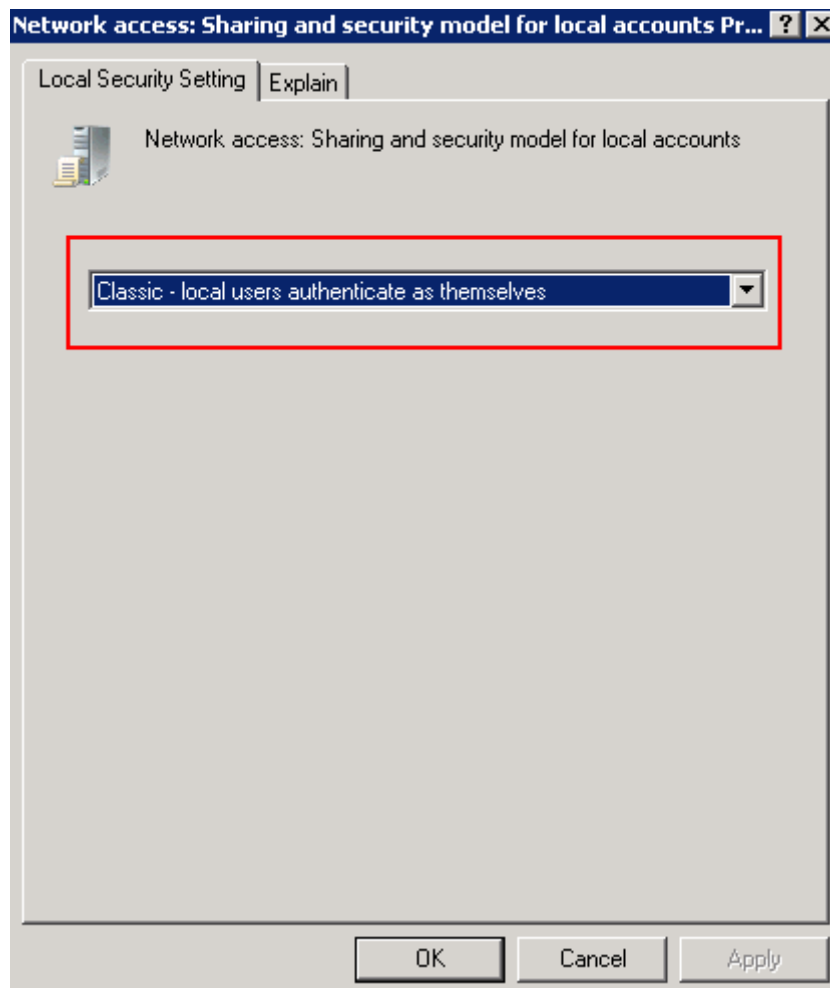 Network access: Sharing and security model for local accounts Pr...
Local Security Setting
Explain
Network access: Sharing and security model for local accounts
Classic - local users authenticate as themselves
OK
Cancel
Apply